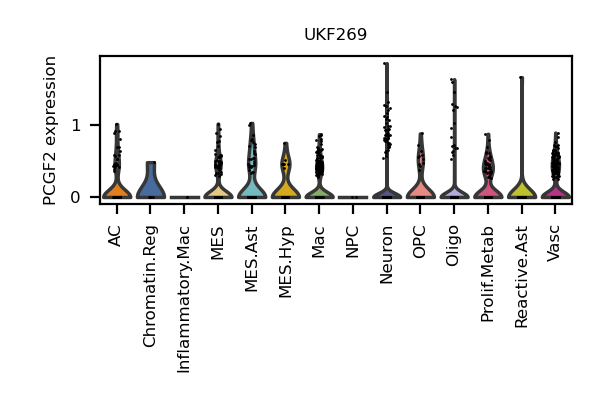 UKF269
PCGF2 expression
1
0
AC
Chromatin.Reg
Inflammatory.Mac
MES
MES.Ast
MES.Hyp
Mac
NPC
Neuron
OPC
Oligo
Prolif.Metab
Reactive.Ast
Vasc